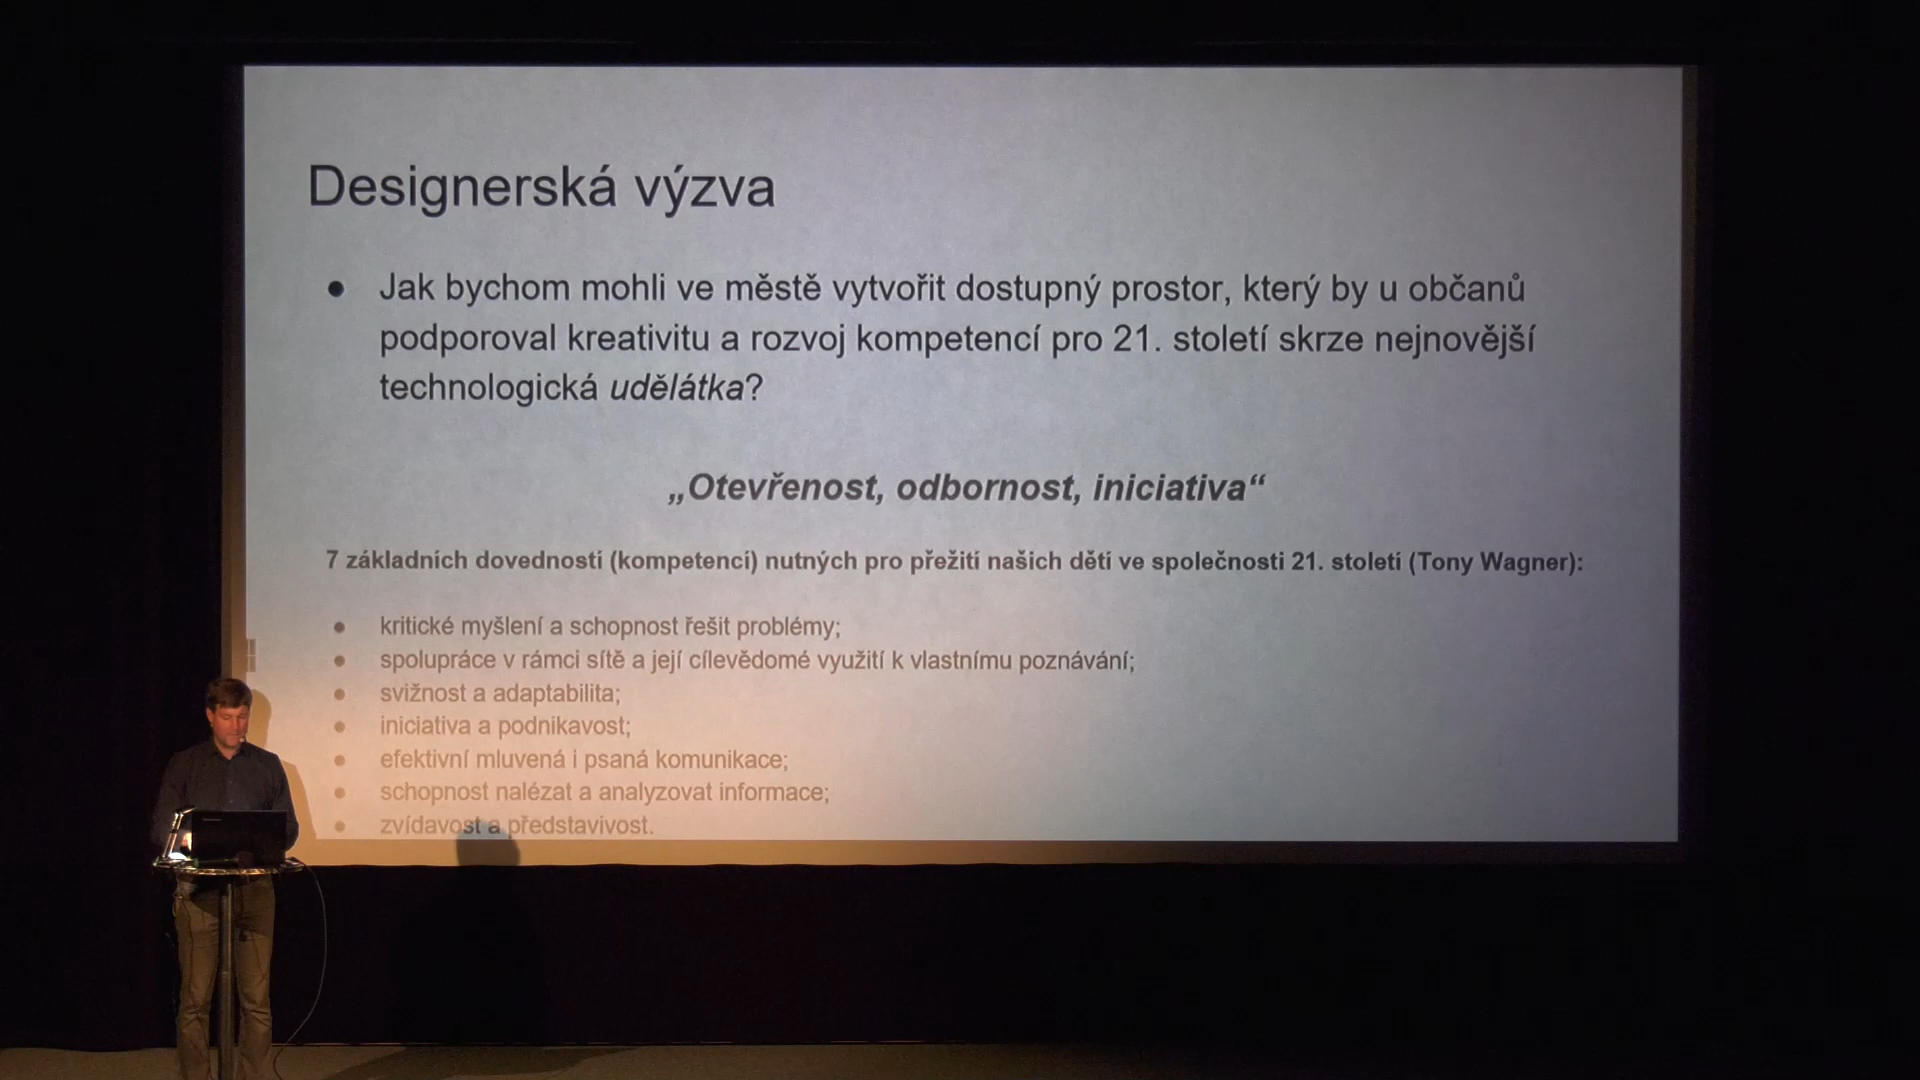 Designerská výzva
● Jak bychom mohli ve městě vytvořit dostupný prostor, který by u občanů
podporoval kreativitu a rozvoj kompetencí pro 21. století skrze nejnovější
technologická udělátka?
„Otevřenost, odbornost, iniciativa“
7 základních dovedností (kompetencí) nutných pro přežití našich dětí ve společnosti 21. století (Tony Wagner):
● kritické myšlení a schopnost řešit problémy;
● spolupráce v rámci sítě a její cílevědomé využití k vlastnímu poznávání;
● svižnost a adaptabilita;
● iniciativa a podnikavost;
● efektivní mluvená i psaná komunikace;
● schopnost nalézat a analyzovat informace;
● zvídavost a představivost.